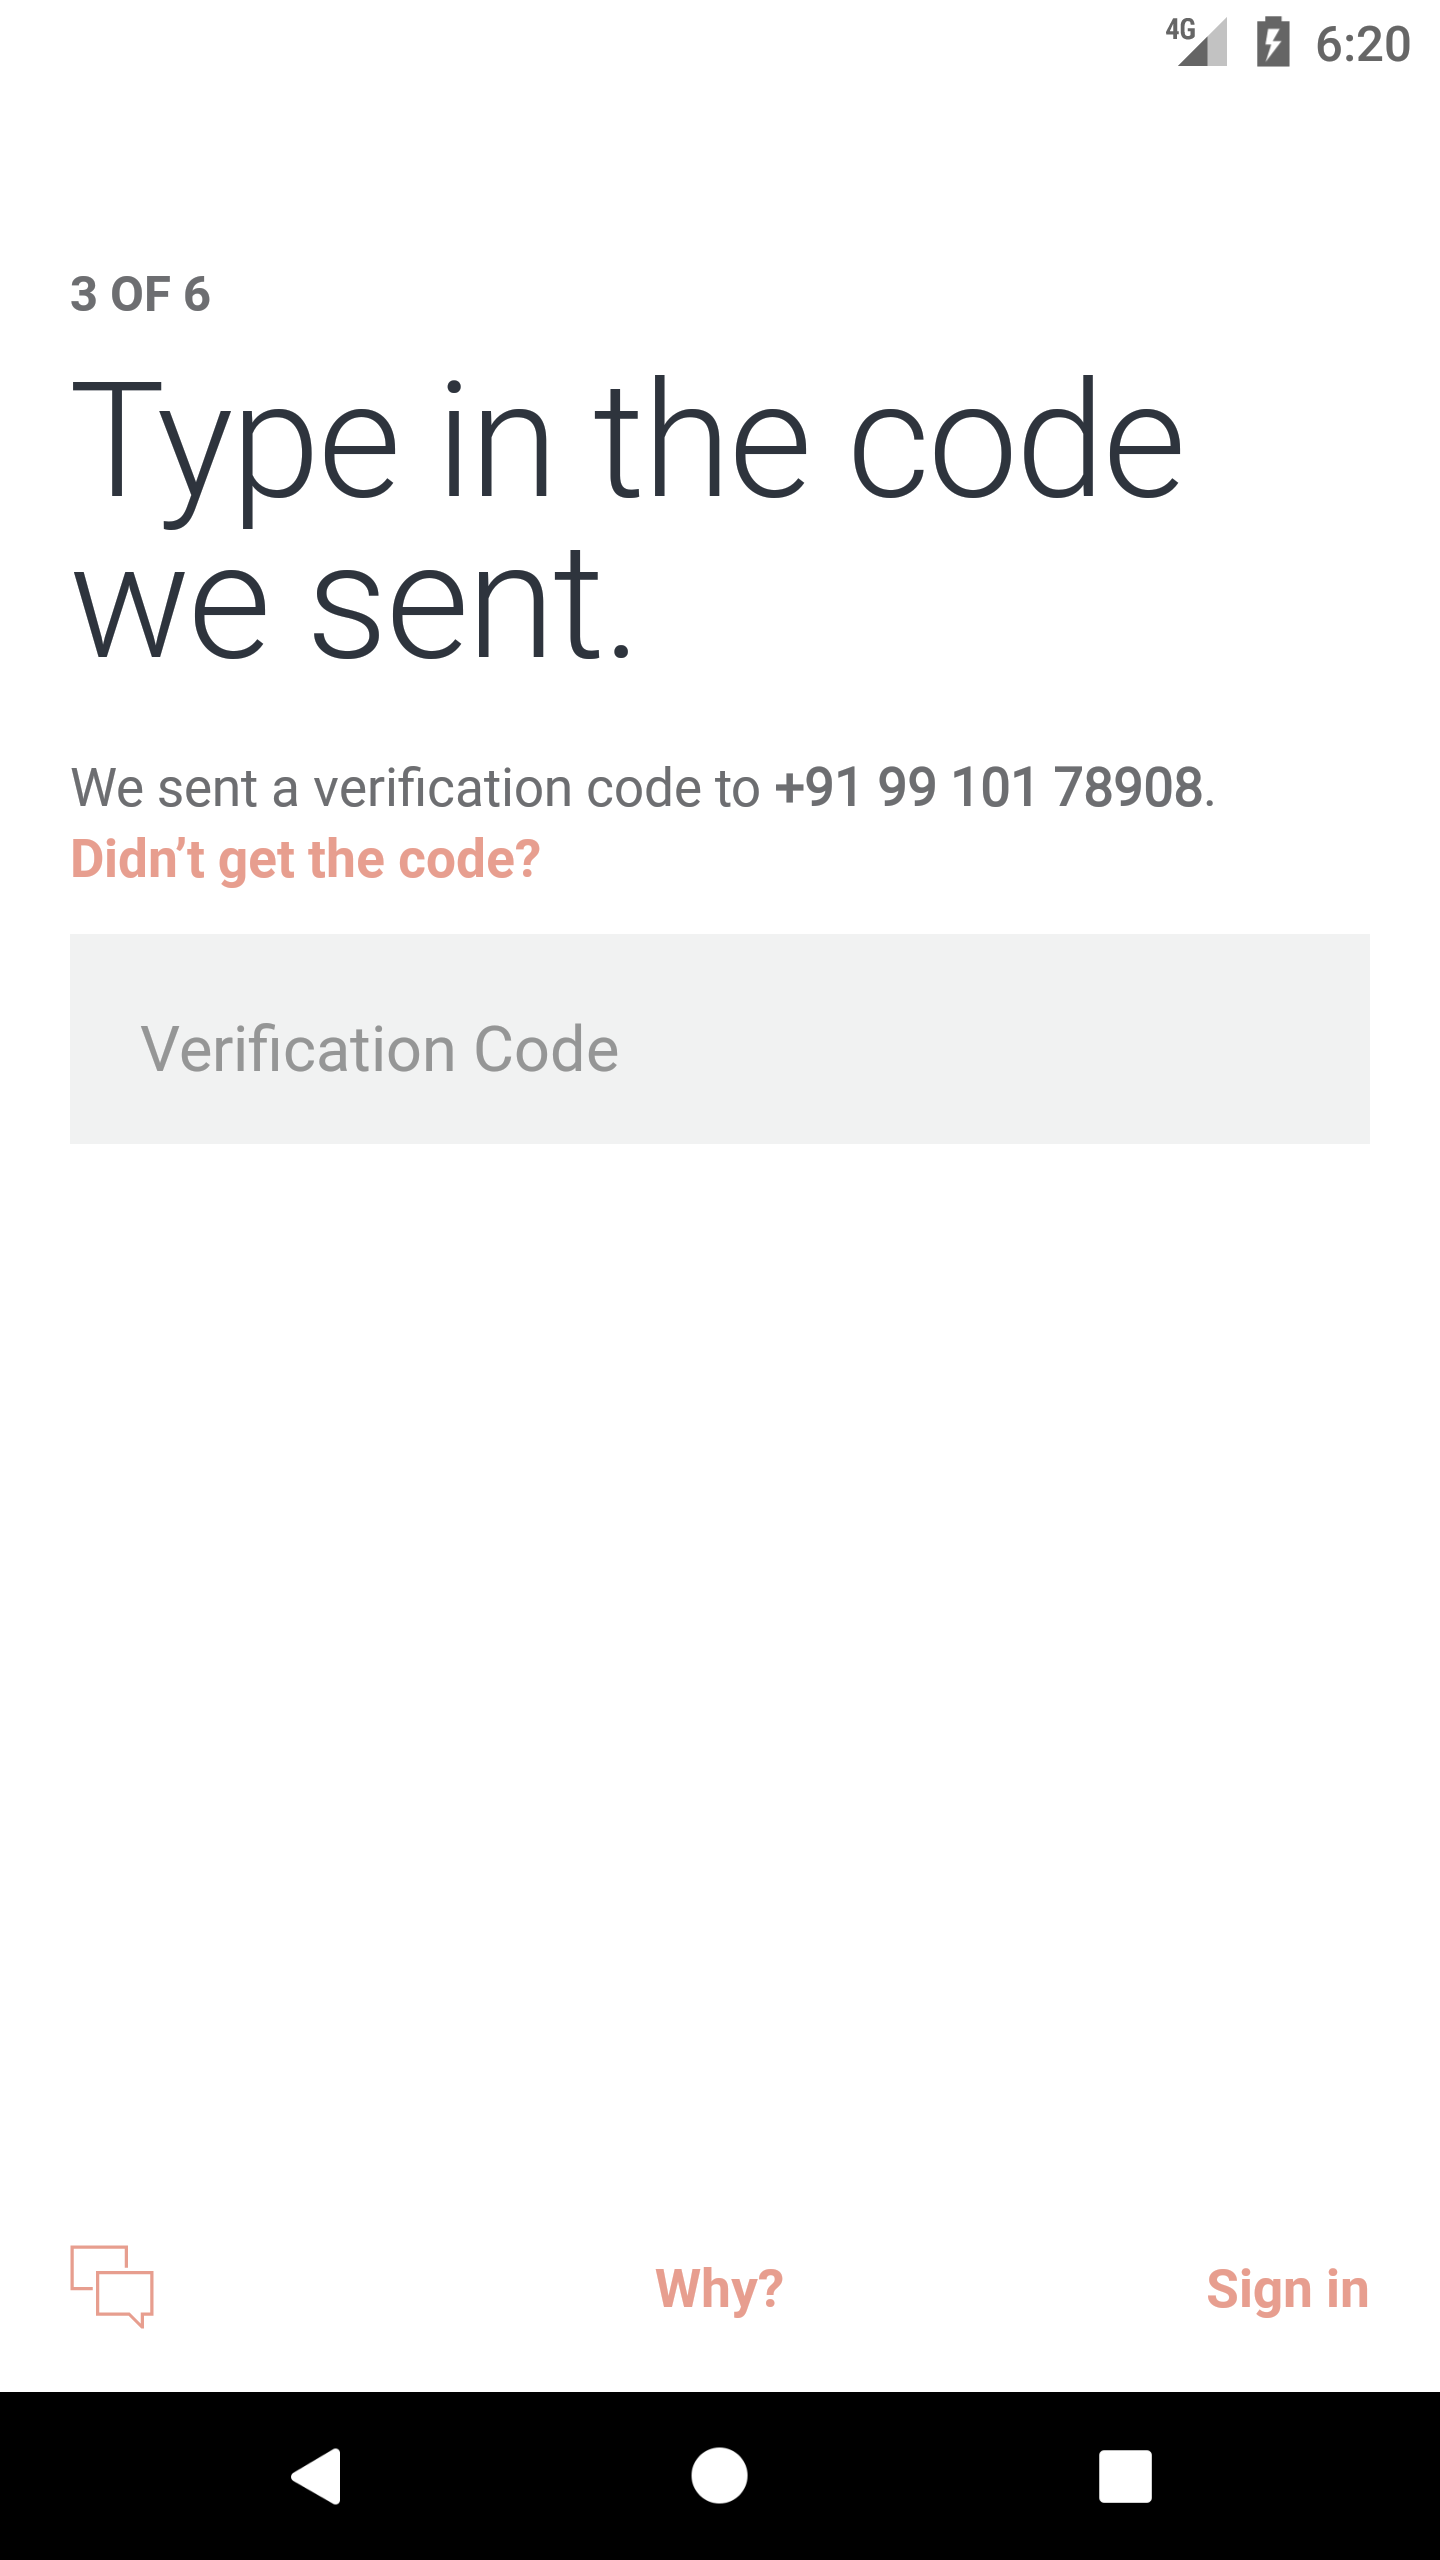 4G 6:20
3 OF 6
Type in the code
we sent.
We sent a verification code to +91 99 101 78908.
Didn’t get the code?
Verification Code
Why? Sign in